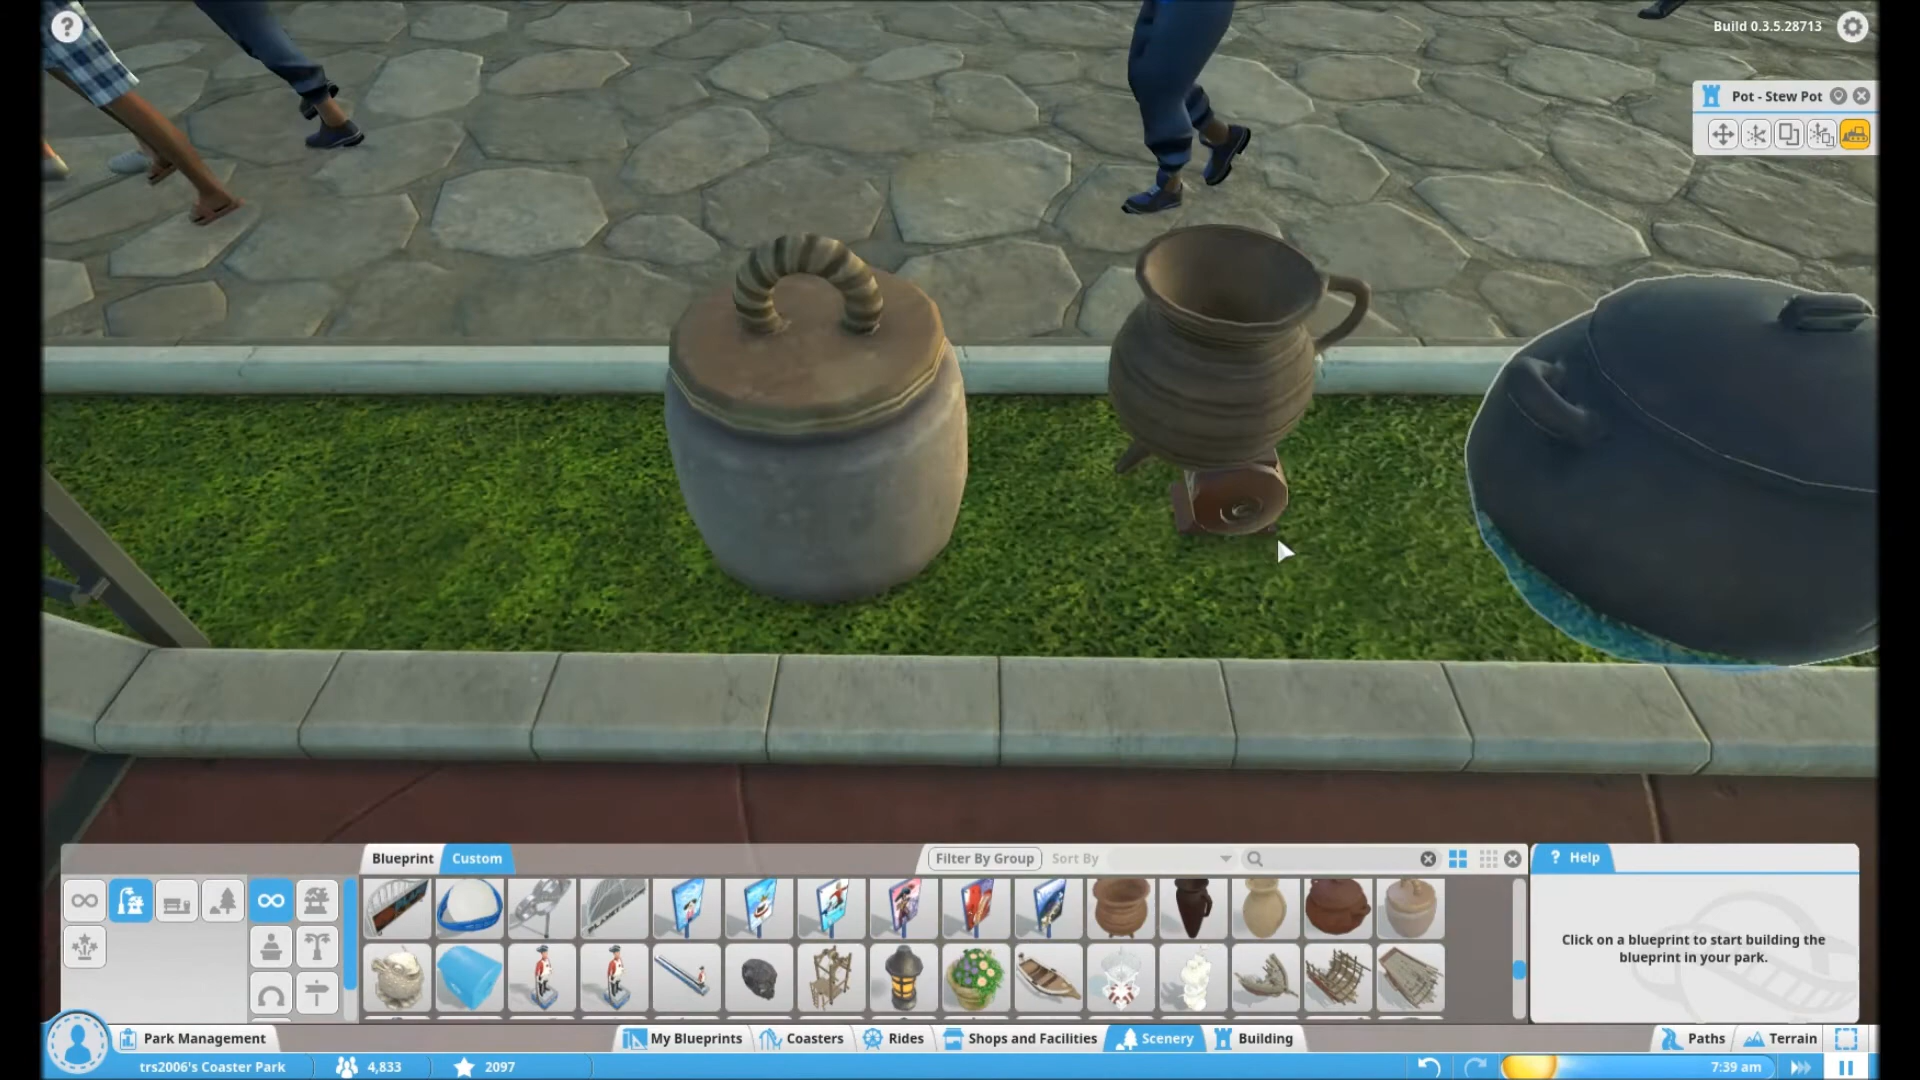 Build 0.3.5.28713
Pot - Stew Pot
Blueprint
Custom
Filter By Group
Sort By
? Help
Click on a blueprint to start building the
blueprint in your park.
Park Management
My Blueprints
Coasters
Rides
Shops and Facilities
Scenery
Building
Paths
Terrain
trs2006's Coaster Park
4,833
2097
7:39 am